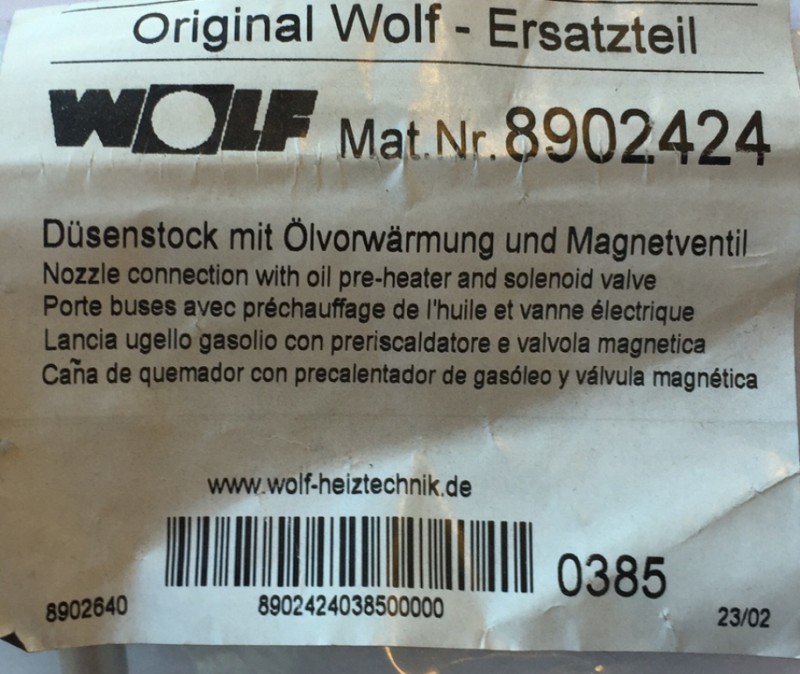 Original Wolf - Ersatzteil
WOLF Mat.Nr. 8902424
Düsenstock mit Ölvorwärmung und Magnetventil
Nozzle connection with oil pre-heater and solenoid valve
Porte buses avec préchauffage de l'huile et vanne électrique
Lancia ugello gasolio con preriscaldatore e valvola magnetica
Caña de quemador con precalentador de gasóleo y válvula magnética
www.wolf-heiztechnik.de
0385
8902640 8902424038500000 23/02